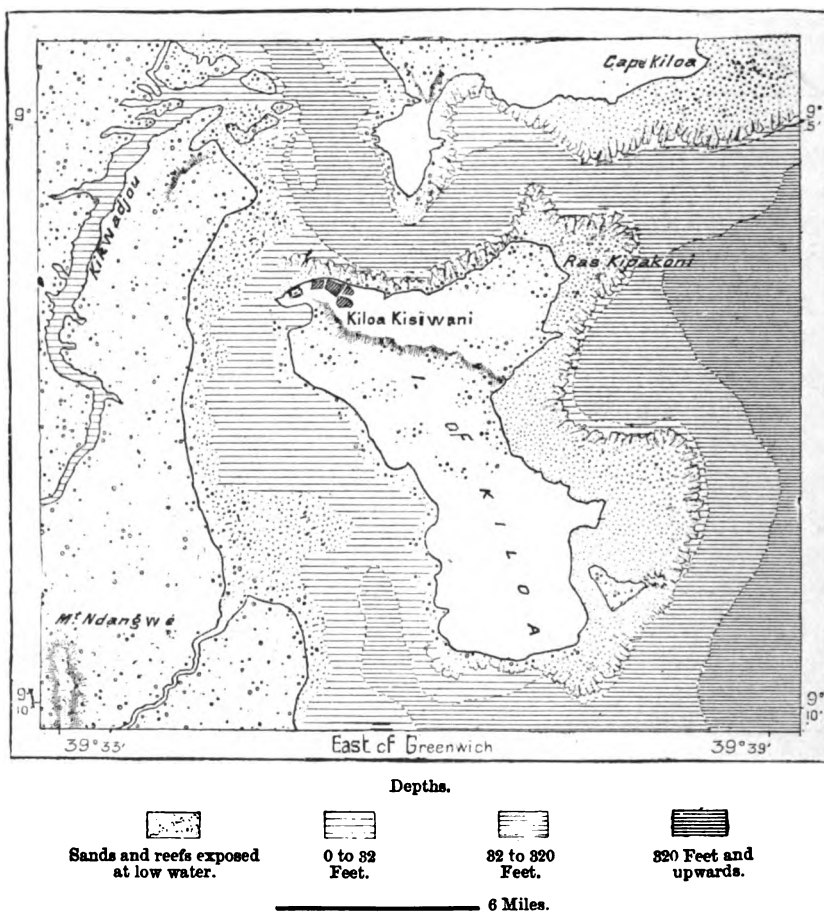 Cape Kiloa
9°
9°
5'
Kikwadjou
Ras Kipakoni
Kiloa Kisiwani
I. of KILOA
Mt Ndangwé
9°
10'
9°
10'
39°33'
East of Greenwich
39°39'
Depths.
Sands and reefs exposed
at low water.
0 to 32
Feet.
32 to 320
Feet.
320 Feet and
upwards.
6 Miles.